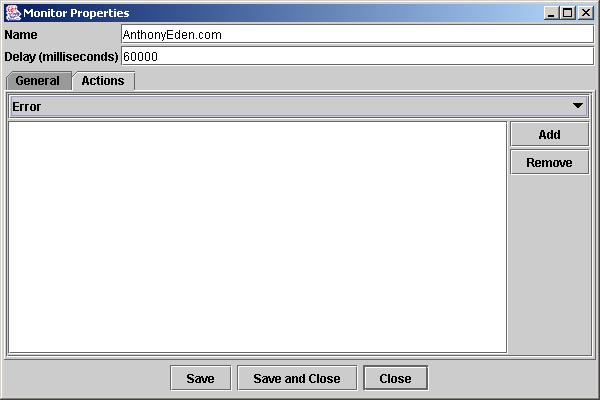 Monitor Properties
Name AnthonyEden.com
Delay (milliseconds) 60000
General Actions
Error
Add
Remove
Save Save and Close Close